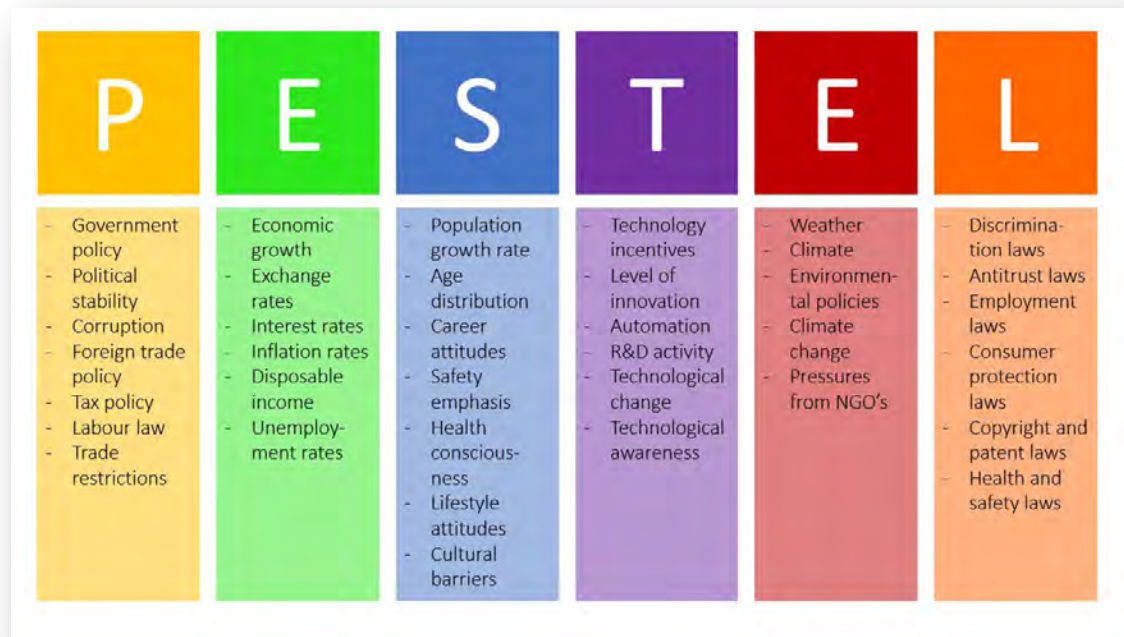 P
- Government
policy
- Political
stability
- Corruption
- Foreign trade
policy
- Tax policy
- Labour law
- Trade
restrictions
E
- Economic
growth
- Exchange
rates
- Interest rates
- Inflation rates
- Disposable
income
- Unemploy-
ment rates
S
- Population
growth rate
- Age
distribution
- Career
attitudes
- Safety
emphasis
- Health
conscious-
ness
- Lifestyle
attitudes
- Cultural
barriers
T
- Technology
incentives
- Level of
innovation
- Automation
- R&D activity
- Technological
change
- Technological
awareness
E
- Weather
- Climate
- Environmen-
tal policies
- Climate
change
- Pressures
from NGO's
L
- Discrimina-
tion laws
- Antitrust laws
- Employment
laws
- Consumer
protection
laws
- Copyright and
patent laws
- Health and
safety laws